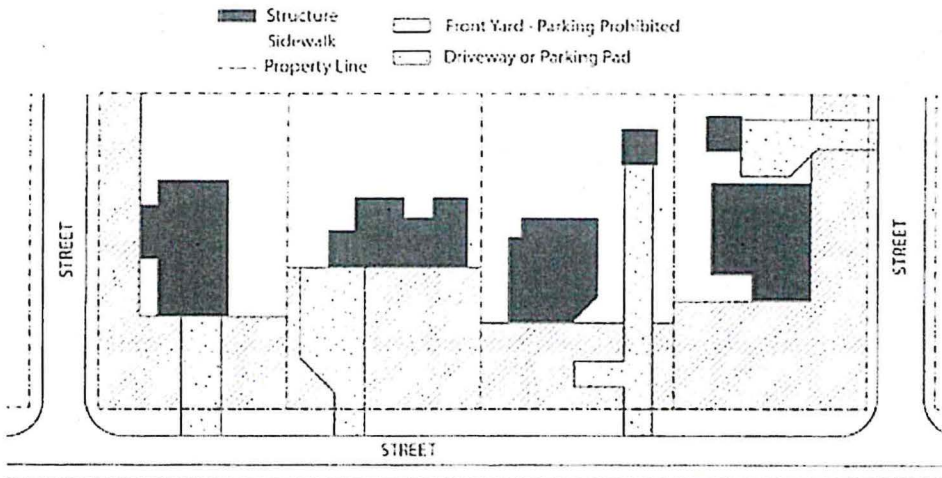 Structure
Sidewalk
Property Line
Front Yard - Parking Prohibited
Driveway or Parking Pad
STREET
STREET
STREET